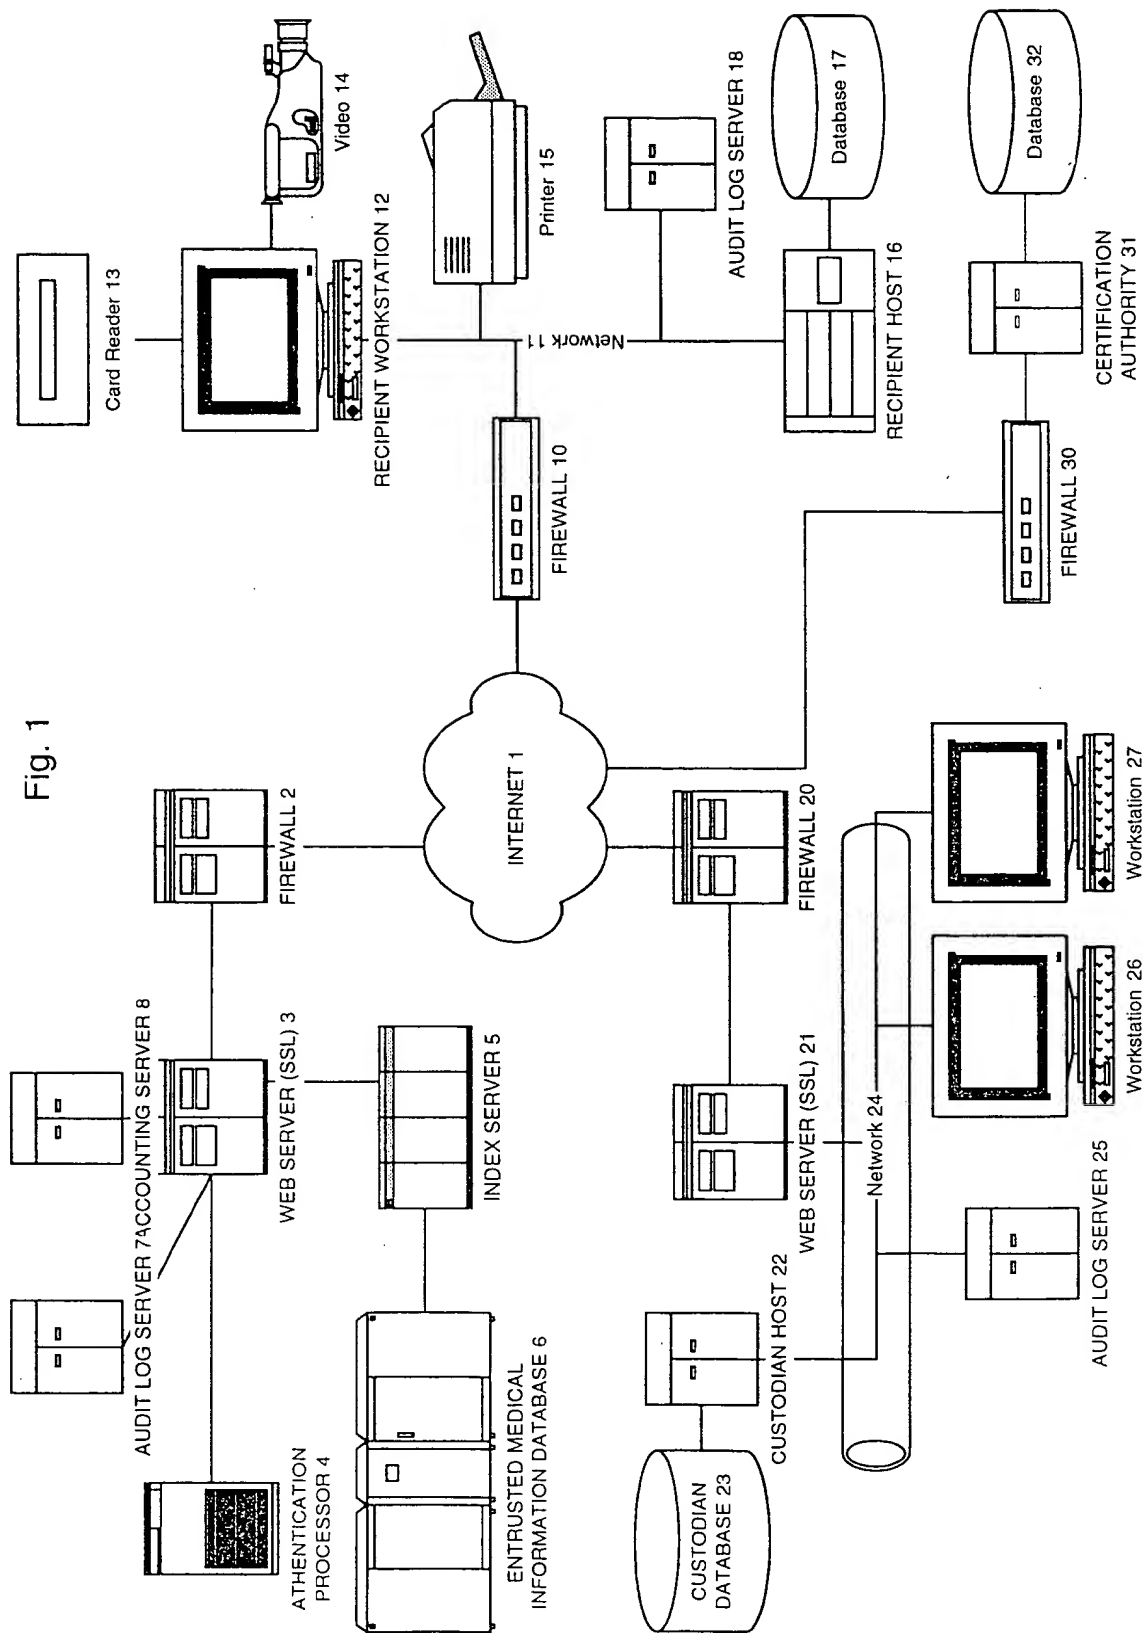 Fig. 1
AUDIT LOG SERVER 7
ACCOUNTING SERVER 8
ATHENTICATION
PROCESSOR 4
WEB SERVER (SSL) 3
FIREWALL 2
ENTRUSTED MEDICAL
INFORMATION DATABASE 6
INDEX SERVER 5
INTERNET 1
Card Reader 13
Video 14
RECIPIENT WORKSTATION 12
FIREWALL 10
Printer 15
Network 11
AUDIT LOG SERVER 18
RECIPIENT HOST 16
Database 17
CUSTODIAN
DATABASE 23
CUSTODIAN HOST 22
WEB SERVER (SSL) 21
FIREWALL 20
Network 24
AUDIT LOG SERVER 25
Workstation 26
Workstation 27
FIREWALL 30
CERTIFICATION
AUTHORITY 31
Database 32